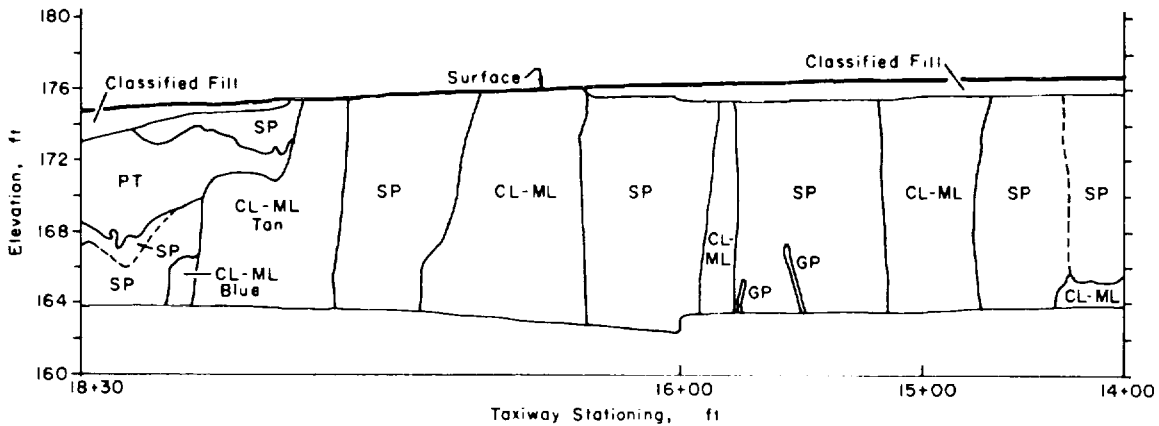 180
176
172
168
164
160
Elevation, ft
Classified Fill
Surface
Classified Fill
SP
PT
CL-ML
Tan
SP
CL-ML
SP
SP
CL-ML
SP
SP
SP
SP
CL-ML
Blue
CL-
ML
GP
GP
CL-ML
18+30
16+00
15+00
14+00
Taxiway Stationing, ft